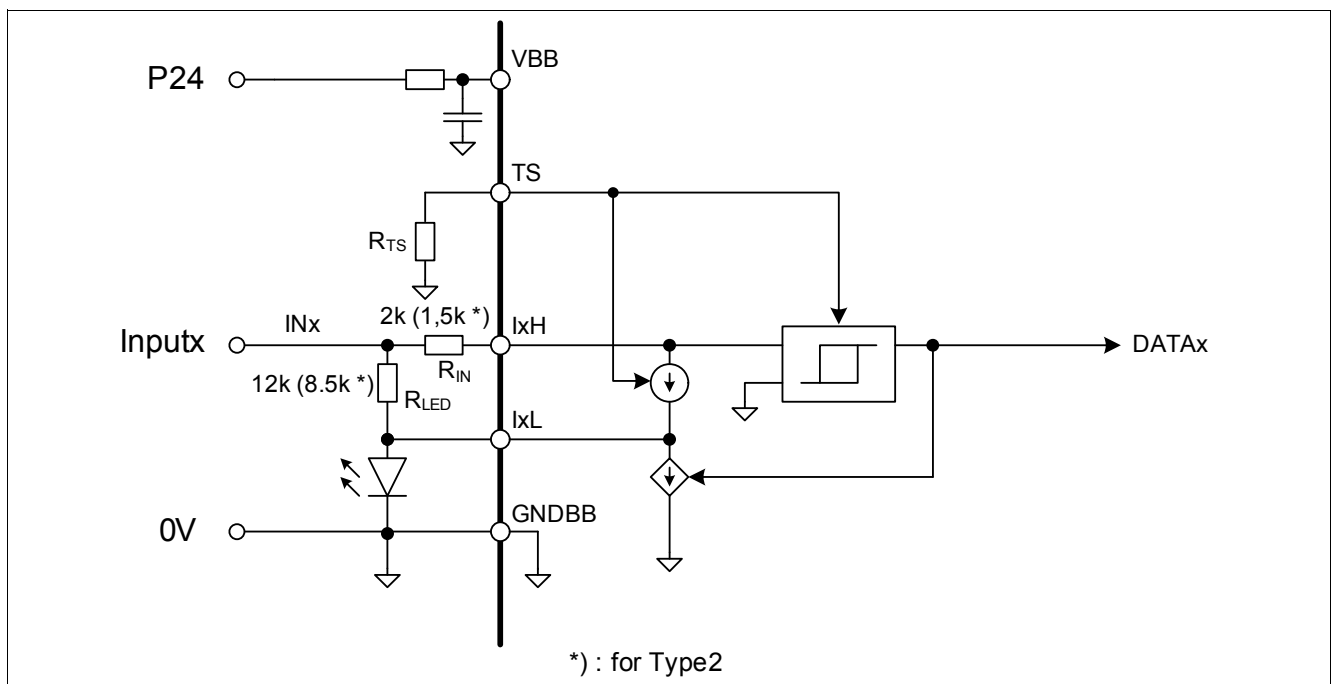 VBB
P24
TS
RTS
2k (1,5k *)
IxH
INx
Inputx
DATAx
RIN
12k (8.5k *)
RLED
IxL
GNDBB
0V
*) : for Type2